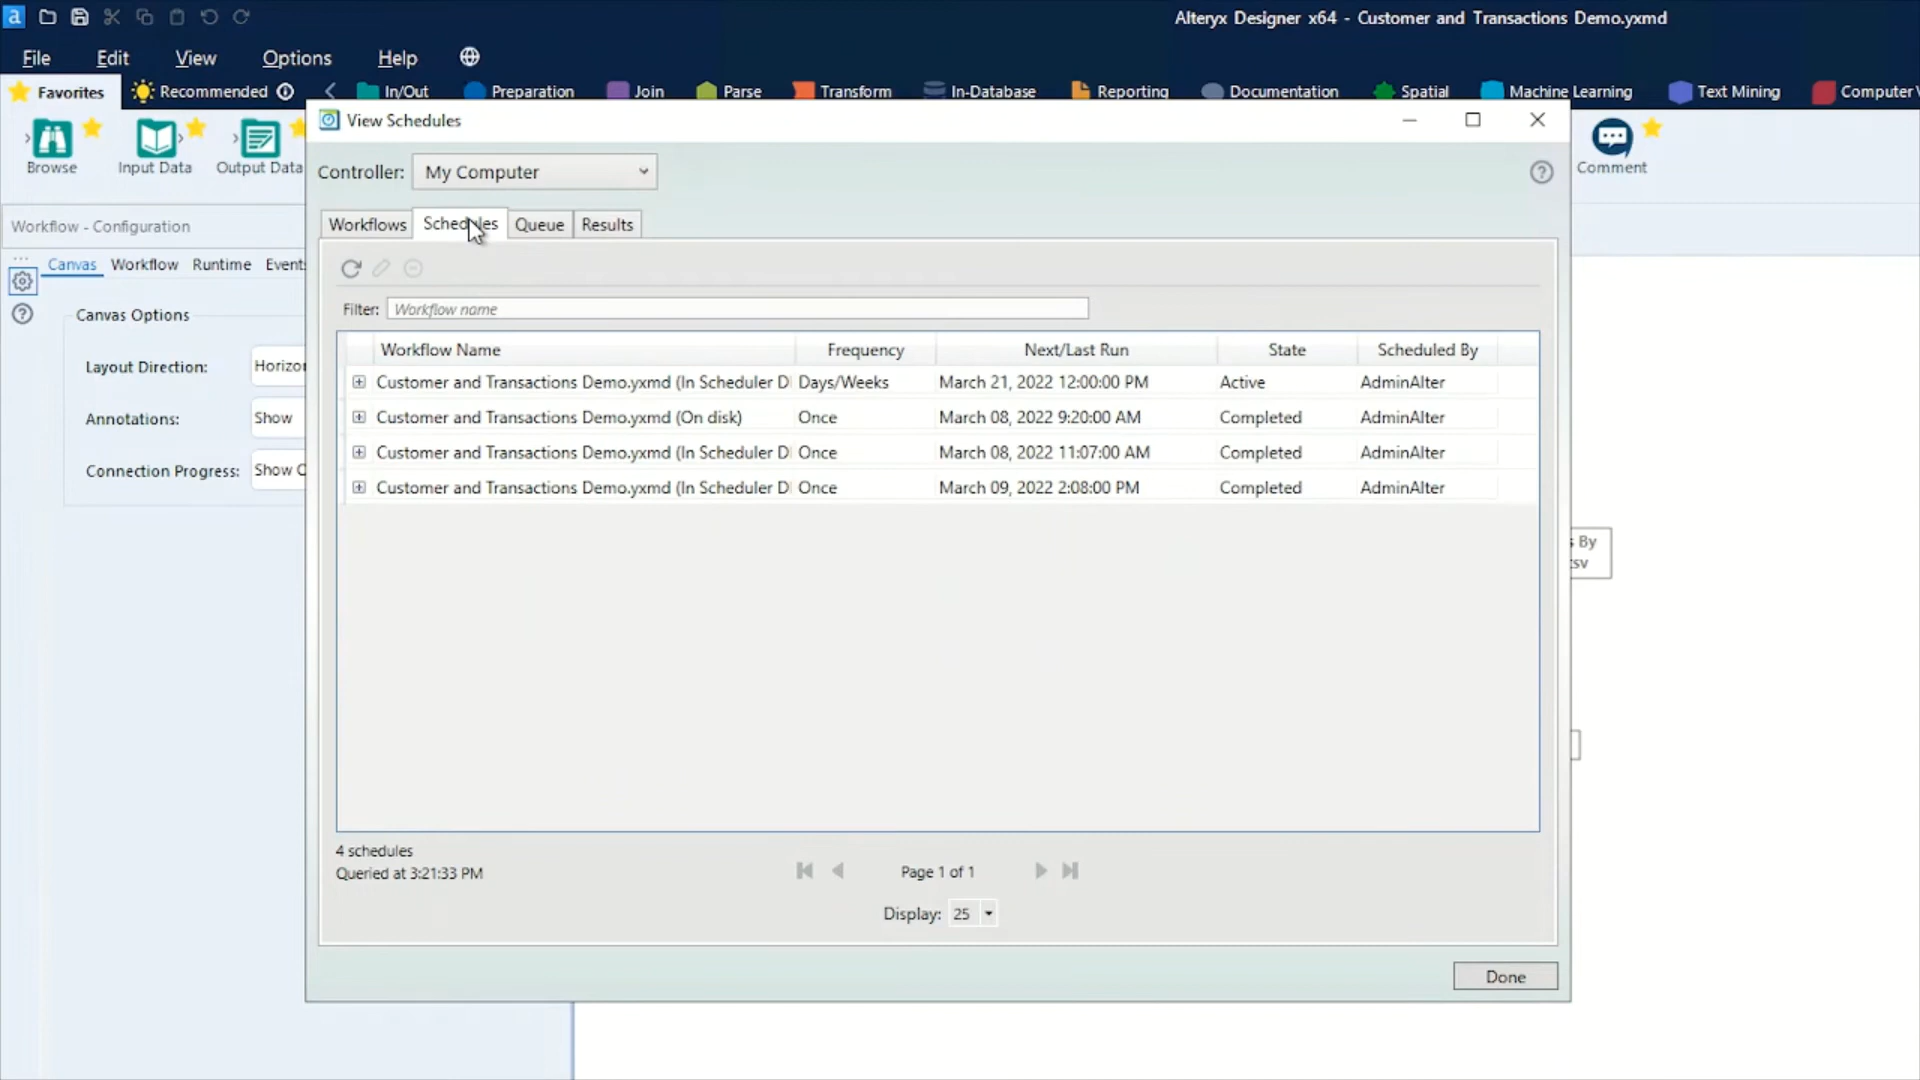 a
Alteryx Designer x64 - Customer and Transactions Demo.yxmd
File Edit View Options Help
Favorites Recommended In/Out Preparation Join Parse Transform In-Database Reporting Documentation Spatial Machine Learning Text Mining Computer V
Browse Input Data Output Data Comment
View Schedules
Controller: My Computer
Workflows Schedules Queue Results
Workflow - Configuration
Canvas Workflow Runtime Events
Canvas Options
Layout Direction: Horizon
Annotations: Show
Connection Progress: Show O
Filter: Workflow name
Workflow Name Frequency Next/Last Run State Scheduled By
Customer and Transactions Demo.yxmd (In Scheduler D Days/Weeks March 21, 2022 12:00:00 PM Active AdminAlter
Customer and Transactions Demo.yxmd (On disk) Once March 08, 2022 9:20:00 AM Completed AdminAlter
Customer and Transactions Demo.yxmd (In Scheduler D Once March 08, 2022 11:07:00 AM Completed AdminAlter
Customer and Transactions Demo.yxmd (In Scheduler D Once March 09, 2022 2:08:00 PM Completed AdminAlter
s By
csv
4 schedules
Queried at 3:21:33 PM
Page 1 of 1
Display: 25
Done